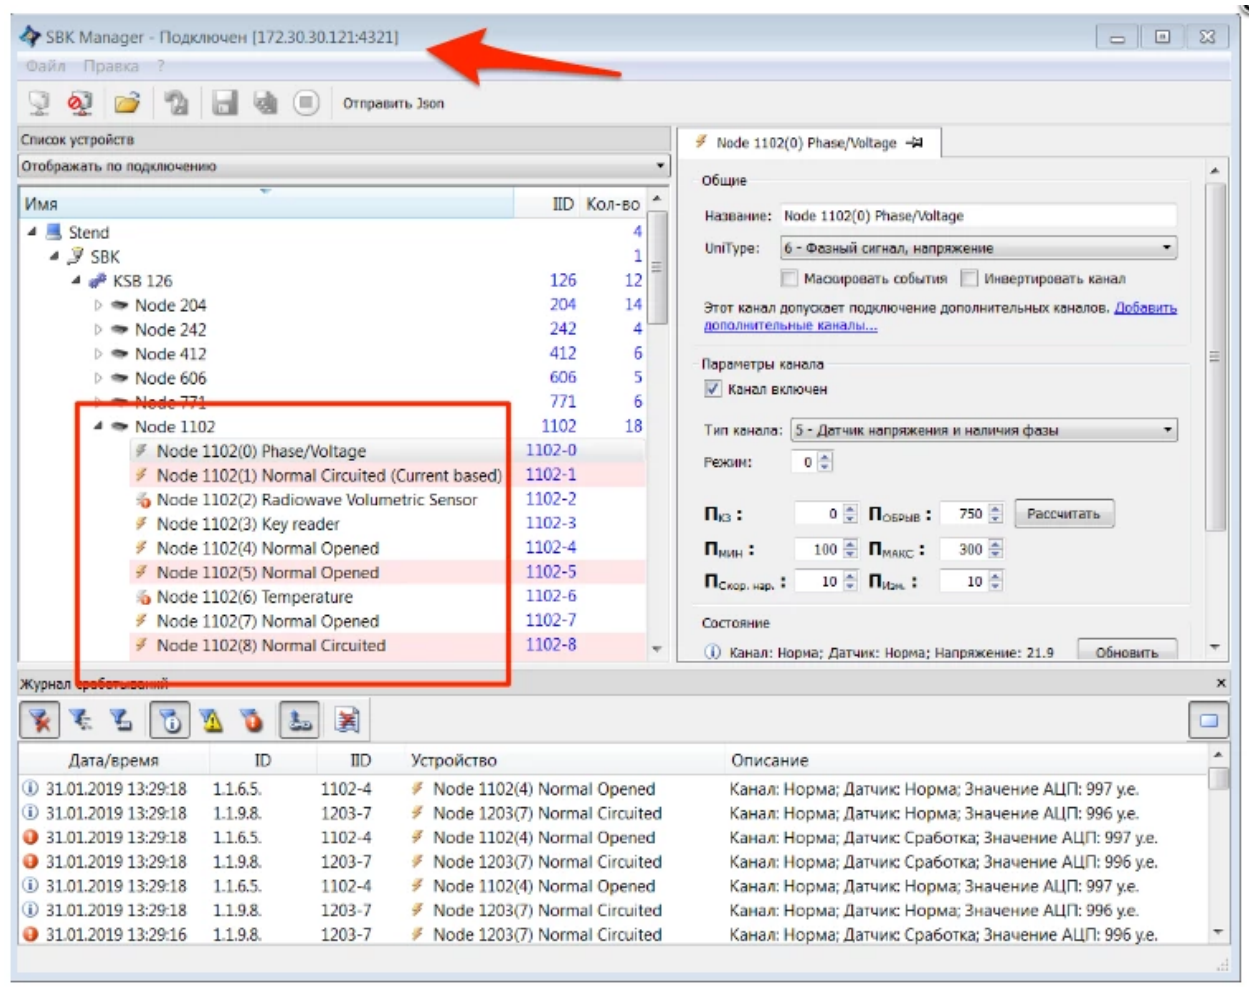 SBK Manager - Подключен [172.30.30.121:4321]
Файл Правка ?
Отправить Json
Список устройств
Отображать по подключению
Имя IID Кол-во
Stend 4
SBK 1
KSB 126 126 12
Node 204 204 14
Node 242 242 4
Node 412 412 6
Node 606 606 5
Node 771 771 6
Node 1102 1102 18
Node 1102(0) Phase/Voltage 1102-0
Node 1102(1) Normal Circuited (Current based) 1102-1
Node 1102(2) Radiowave Volumetric Sensor 1102-2
Node 1102(3) Key reader 1102-3
Node 1102(4) Normal Opened 1102-4
Node 1102(5) Normal Opened 1102-5
Node 1102(6) Temperature 1102-6
Node 1102(7) Normal Opened 1102-7
Node 1102(8) Normal Circuited 1102-8
Node 1102(0) Phase/Voltage
Общие
Название: Node 1102(0) Phase/Voltage
UniType: 6 - Фазный сигнал, напряжение
Маскировать события Инвертировать канал
Этот канал допускает подключение дополнительных каналов. Добавить
дополнительные каналы...
Параметры канала
Канал включен
Тип канала: 5 - Датчик напряжения и наличия фазы
Режим: 0
Пкз : 0 Побрыв : 750 Рассчитать
Пмин : 100 Пмакс : 300
Пскор. нар. : 10 Пизм. : 10
Состояние
Канал: Норма; Датчик: Норма; Напряжение: 21.9 Обновить
Журнал срабатываний
Дата/время ID IID Устройство Описание
31.01.2019 13:29:18 1.1.6.5. 1102-4 Node 1102(4) Normal Opened Канал: Норма; Датчик: Норма; Значение АЦП: 997 у.е.
31.01.2019 13:29:18 1.1.9.8. 1203-7 Node 1203(7) Normal Circuited Канал: Норма; Датчик: Норма; Значение АЦП: 996 у.е.
31.01.2019 13:29:18 1.1.6.5. 1102-4 Node 1102(4) Normal Opened Канал: Норма; Датчик: Сработка; Значение АЦП: 997 у.е.
31.01.2019 13:29:18 1.1.9.8. 1203-7 Node 1203(7) Normal Circuited Канал: Норма; Датчик: Сработка; Значение АЦП: 996 у.е.
31.01.2019 13:29:18 1.1.6.5. 1102-4 Node 1102(4) Normal Opened Канал: Норма; Датчик: Норма; Значение АЦП: 997 у.е.
31.01.2019 13:29:18 1.1.9.8. 1203-7 Node 1203(7) Normal Circuited Канал: Норма; Датчик: Норма; Значение АЦП: 996 у.е.
31.01.2019 13:29:16 1.1.9.8. 1203-7 Node 1203(7) Normal Circuited Канал: Норма; Датчик: Сработка; Значение АЦП: 996 у.е.